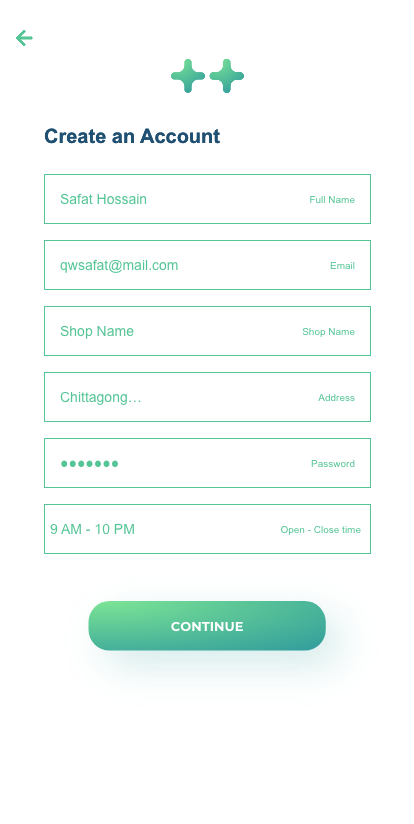 Create an Account
Safat Hossain Full Name
qwsafat@mail.com Email
Shop Name Shop Name
Chittagong... Address
●●●●●●● Password
9 AM - 10 PM Open - Close time
CONTINUE